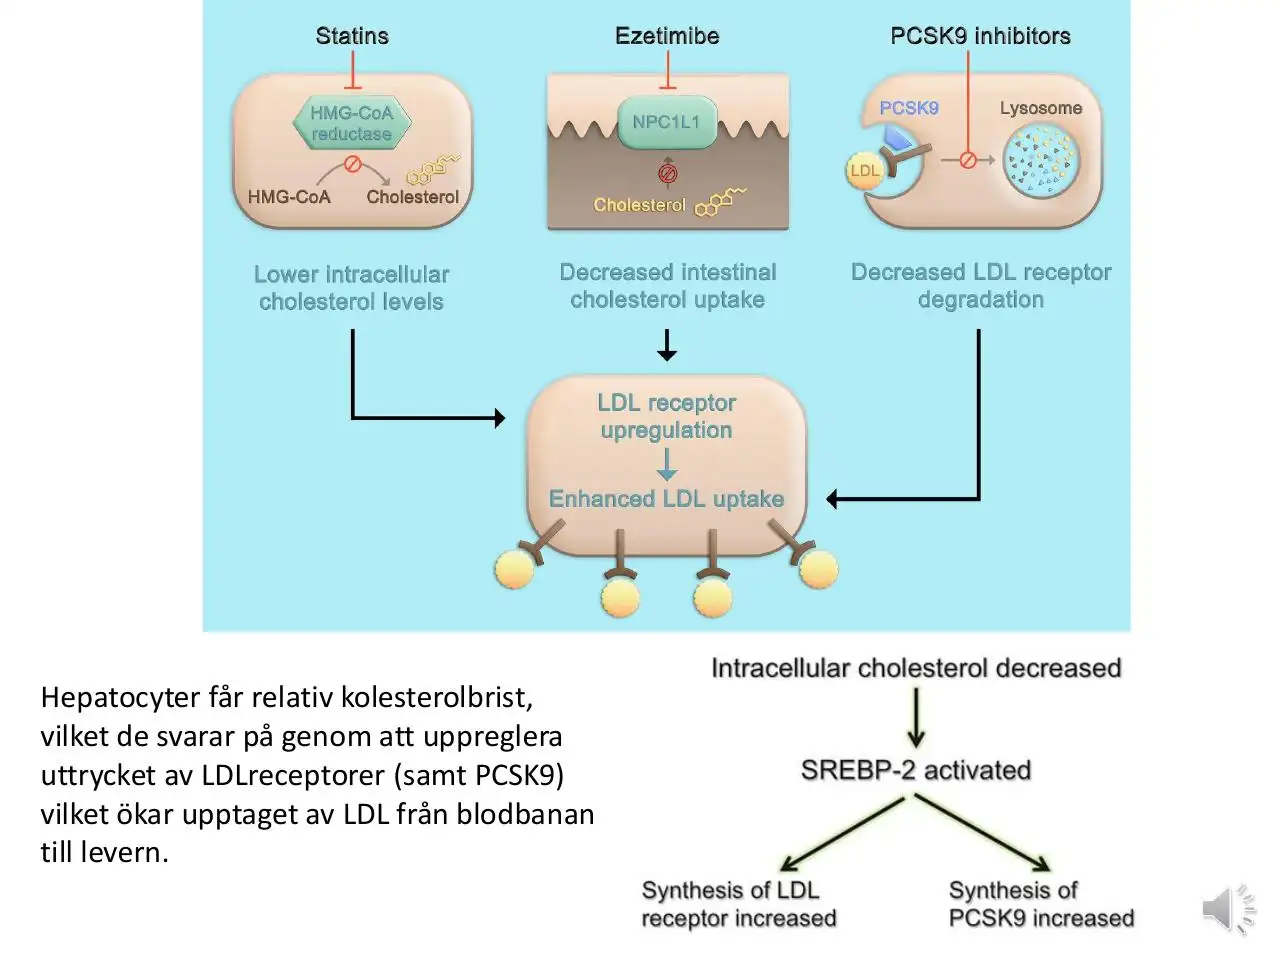 Statins
Ezetimibe
PCSK9 inhibitors
HMG-CoA
reductase
HMG-CoA
Cholesterol
NPC1L1
Cholesterol
PCSK9
Lysosome
LDL
Lower intracellular
cholesterol levels
Decreased intestinal
cholesterol uptake
Decreased LDL receptor
degradation
LDL receptor
upregulation
Enhanced LDL uptake
Hepatocyter får relativ kolesterolbrist,
vilket de svarar på genom att uppreglera
uttrycket av LDLreceptorer (samt PCSK9)
vilket ökar upptaget av LDL från blodbanan
till levern.
Intracellular cholesterol decreased
SREBP-2 activated
Synthesis of LDL
receptor increased
Synthesis of
PCSK9 increased